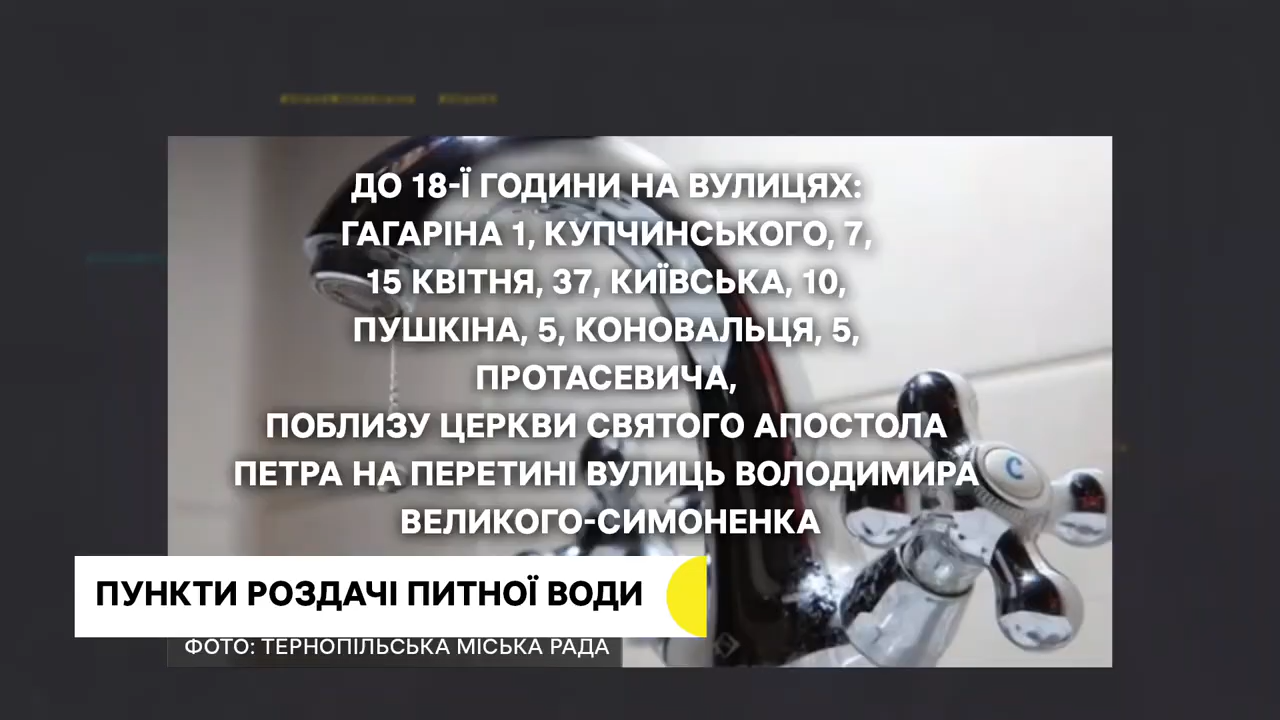 ДО 18-Ї ГОДИНИ НА ВУЛИЦЯХ:
ГАГАРІНА 1, КУПЧИНСЬКОГО, 7,
15 КВІТНЯ, 37, КИЇВСЬКА, 10,
ПУШКІНА, 5, КОНОВАЛЬЦЯ, 5,
ПРОТАСЕВИЧА,
ПОБЛИЗУ ЦЕРКВИ СВЯТОГО АПОСТОЛА
ПЕТРА НА ПЕРЕТИНІ ВУЛИЦЬ ВОЛОДИМИРА
ВЕЛИКОГО-СИМОНЕНКА
C
ПУНКТИ РОЗДАЧІ ПИТНОЇ ВОДИ
ФОТО: ТЕРНОПІЛЬСЬКА МІСЬКА РАДА